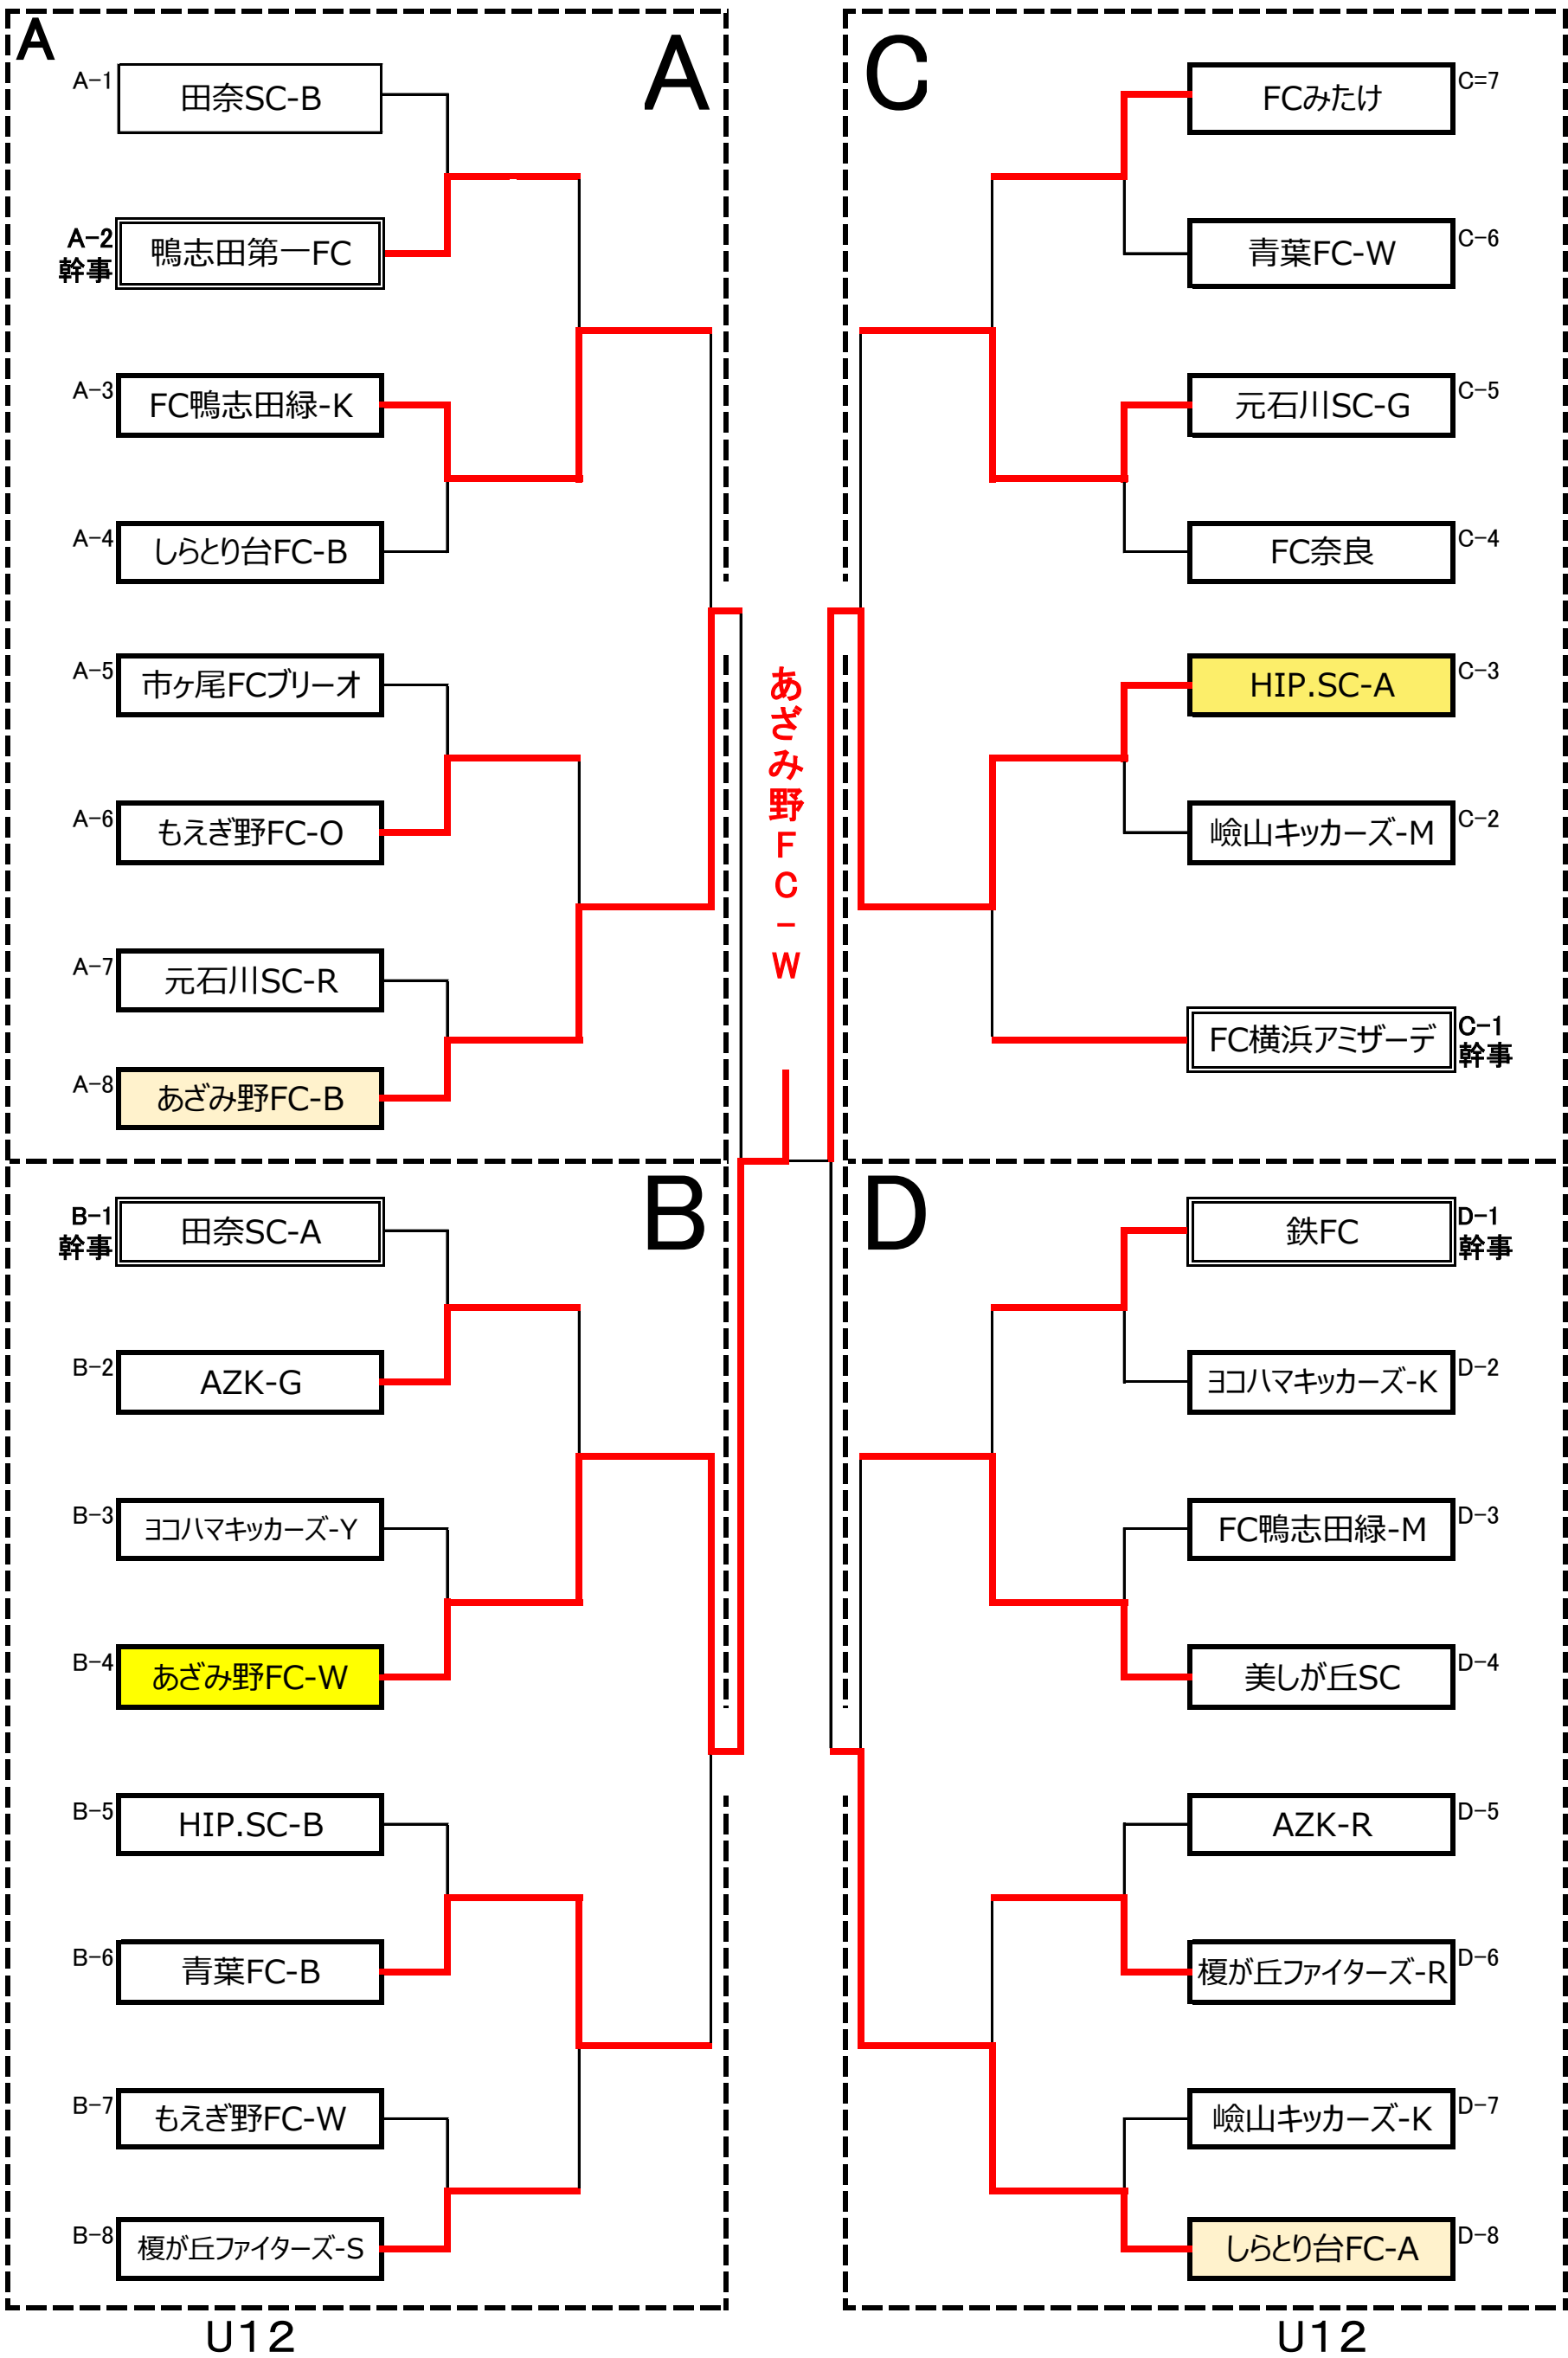 A
A
A-1
田奈SC-B
A-2
幹事
鴨志田第一FC
A-3
FC鴨志田緑-K
A-4
しらとり台FC-B
A-5
市ヶ尾FCブリーオ
A-6
もえぎ野FC-O
A-7
元石川SC-R
A-8
あざみ野FC-B
B
B-1
幹事
田奈SC-A
B-2
AZK-G
B-3
ヨコハマキッカーズ-Y
B-4
あざみ野FC-W
B-5
HIP.SC-B
B-6
青葉FC-B
B-7
もえぎ野FC-W
B-8
榎が丘ファイターズ-S
U12
あざみ野FC-W
C
FCみたけ
C=7
青葉FC-W
C-6
元石川SC-G
C-5
FC奈良
C-4
HIP.SC-A
C-3
嶮山キッカーズ-M
C-2
FC横浜アミザーデ
C-1
幹事
D
鉄FC
D-1
幹事
ヨコハマキッカーズ-K
D-2
FC鴨志田緑-M
D-3
美しが丘SC
D-4
AZK-R
D-5
榎が丘ファイターズ-R
D-6
嶮山キッカーズ-K
D-7
しらとり台FC-A
D-8
U12